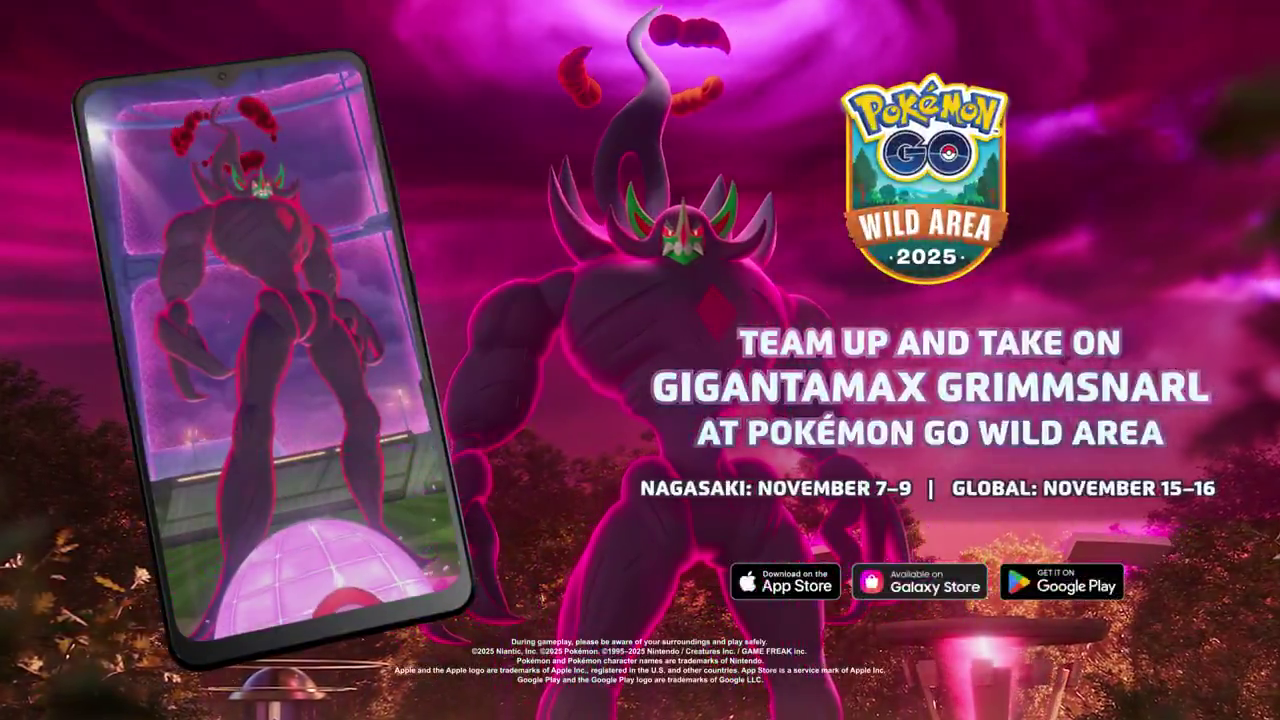 POKÉMON
GO
WILD AREA
·2025·
TEAM UP AND TAKE ON
GIGANTAMAX GRIMMSNARL
AT POKÉMON GO WILD AREA
NAGASAKI: NOVEMBER 7–9 | GLOBAL: NOVEMBER 15–16
Download on the
App Store
Available on
Galaxy Store
GET IT ON
Google Play
During gameplay, please be aware of your surroundings and play safely.
©2025 Niantic, Inc. ©2025 Pokémon. ©1995–2025 Nintendo / Creatures Inc. / GAME FREAK inc.
Pokémon and Pokémon character names are trademarks of Nintendo.
Apple and the Apple logo are trademarks of Apple Inc., registered in the U.S. and other countries. App Store is a service mark of Apple Inc.
Google Play and the Google Play logo are trademarks of Google LLC.